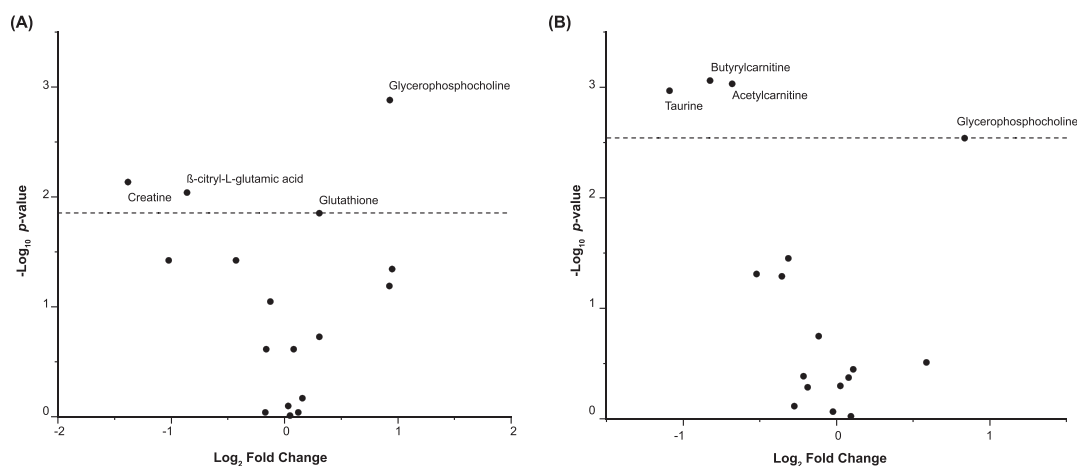 (A)
3
2
1
0
-2
-1
0
1
2
-Log10 p-value
Log2 Fold Change
Glycerophosphocholine
ß-cityl-L-glutamic acid
Creatine
Glutathione
(B)
3
2
1
0
-1
0
1
-Log10 p-value
Log2 Fold Change
Butyrylcarnitine
Acetylcarnitine
Taurine
Glycerophosphocholine